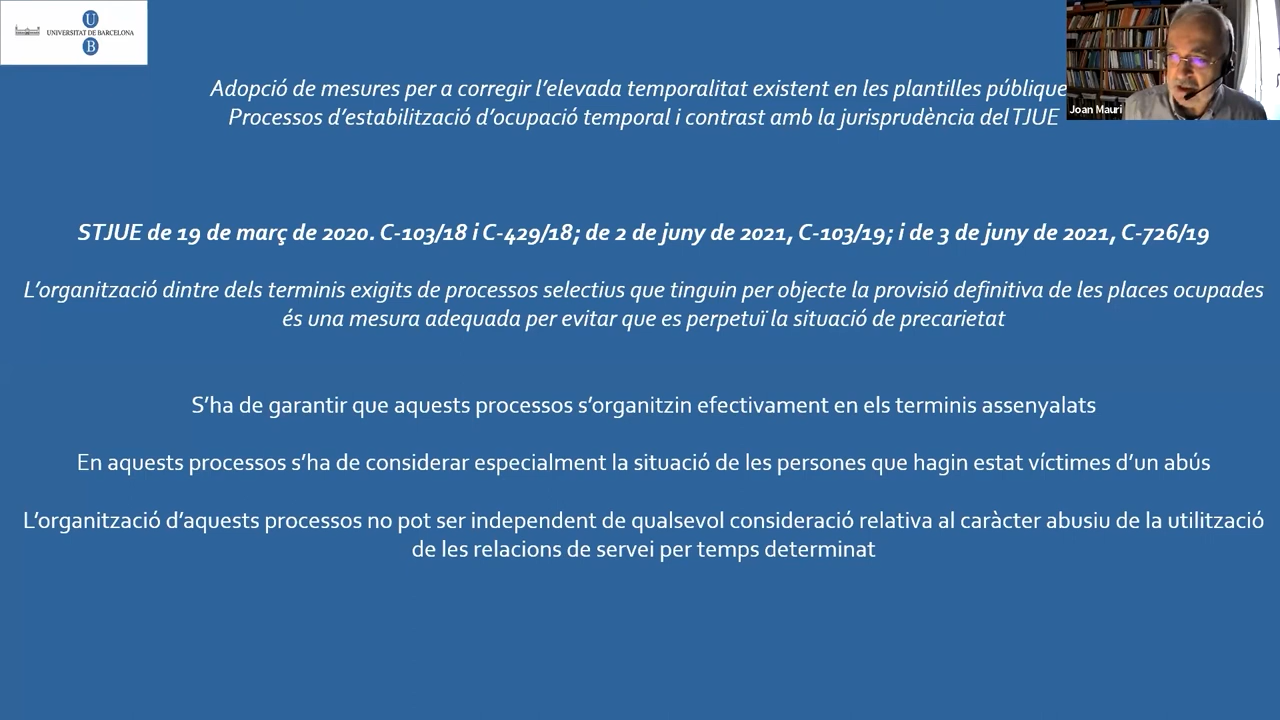 U
UNIVERSITAT DE BARCELONA
B
Adopció de mesures per a corregir l'elevada temporalitat existent en les plantilles públique
Processos d'estabilització d'ocupació temporal i contrast amb la jurisprudència del TJUE
Joan Mauri
STJUE de 19 de març de 2020. C-103/18 i C-429/18; de 2 de juny de 2021, C-103/19; i de 3 de juny de 2021, C-726/19
L'organització dintre dels terminis exigits de processos selectius que tinguin per objecte la provisió definitiva de les places ocupades
és una mesura adequada per evitar que es perpetuï la situació de precarietat
S'ha de garantir que aquests processos s'organitzin efectivament en els terminis assenyalats
En aquests processos s'ha de considerar especialment la situació de les persones que hagin estat víctimes d'un abús
L'organització d'aquests processos no pot ser independent de qualsevol consideració relativa al caràcter abusiu de la utilització
de les relacions de servei per temps determinat